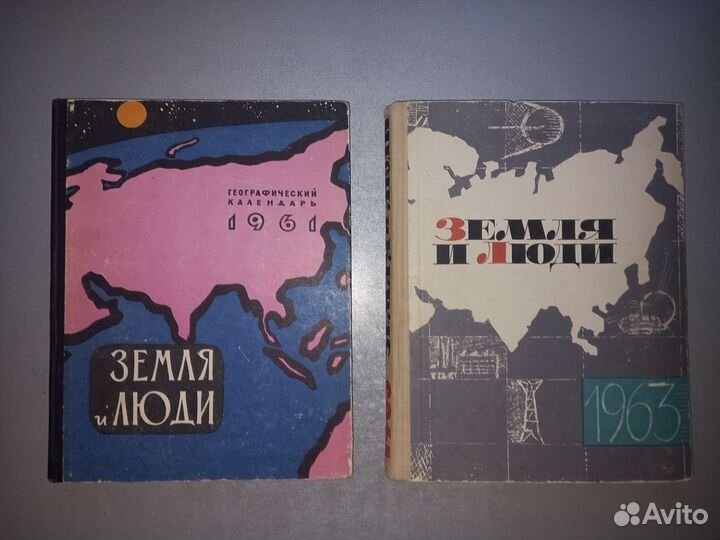 ГЕОГРАФИЧЕСКИЙ
КАЛЕНДАРЬ
1961
ЗЕМЛЯ
и ЛЮДИ
ЗЕМЛЯ
И ЛЮДИ
1963
Avito